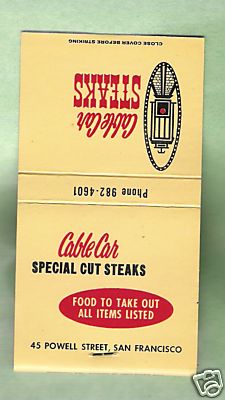 CLOSE COVER BEFORE STRIKING
Cable Car
STEAKS
Phone 982-4601
Cable Car
SPECIAL CUT STEAKS
FOOD TO TAKE OUT
ALL ITEMS LISTED
45 POWELL STREET, SAN FRANCISCO